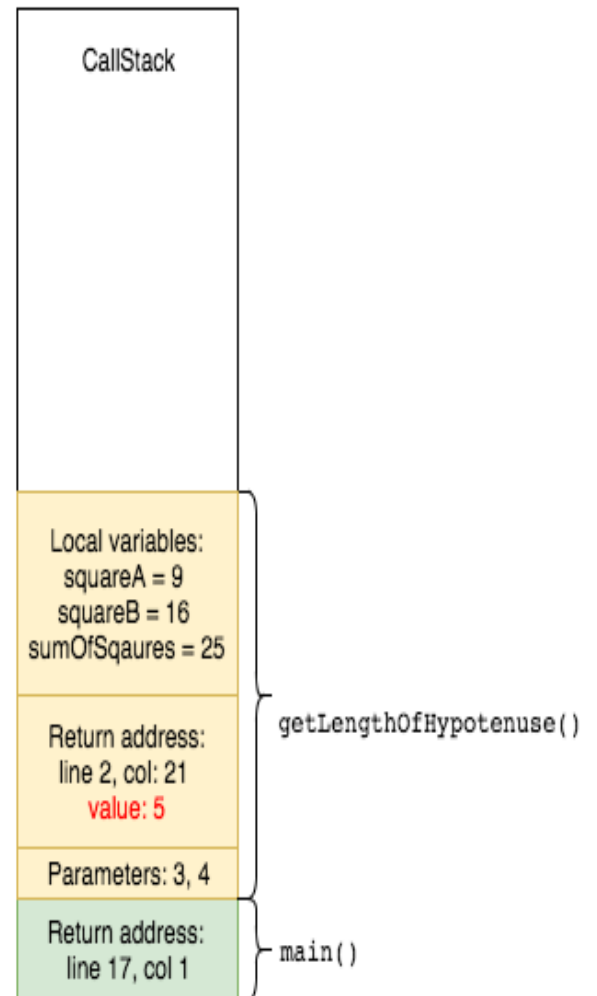 CallStack
Local variables:
squareA = 9
squareB = 16
sumOfSqaures = 25
getLengthOfHypotenuse()
Return address:
line 2, col: 21
value: 5
Parameters: 3, 4
Return address:
line 17, col 1
main()